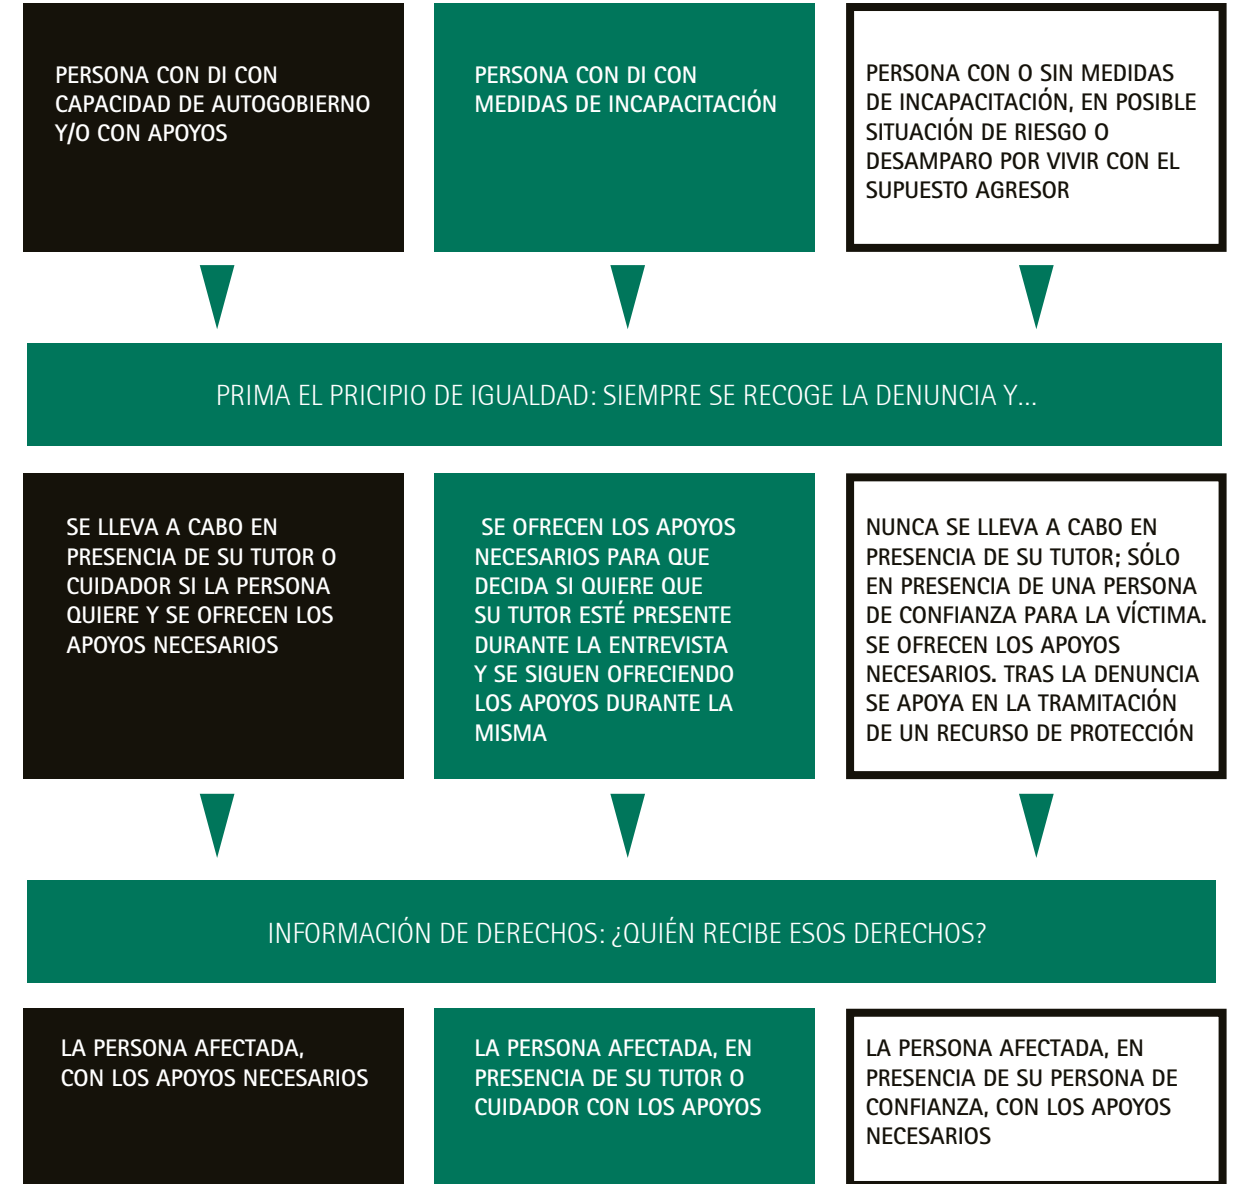 PERSONA CON DI CON
CAPACIDAD DE AUTOGOBIERNO
Y/O CON APOYOS
PERSONA CON DI CON
MEDIDAS DE INCAPACITACIÓN
PERSONA CON O SIN MEDIDAS
DE INCAPACITACIÓN, EN POSIBLE
SITUACIÓN DE RIESGO O
DESAMPARO POR VIVIR CON EL
SUPUESTO AGRESOR
PRIMA EL PRICIPIO DE IGUALDAD: SIEMPRE SE RECOGE LA DENUNCIA Y...
SE LLEVA A CABO EN
PRESENCIA DE SU TUTOR O
CUIDADOR SI LA PERSONA
QUIERE Y SE OFRECEN LOS
APOYOS NECESARIOS
SE OFRECEN LOS APOYOS
NECESARIOS PARA QUE
DECIDA SI QUIERE QUE
SU TUTOR ESTÉ PRESENTE
DURANTE LA ENTREVISTA
Y SE SIGUEN OFRECIENDO
LOS APOYOS DURANTE LA
MISMA
NUNCA SE LLEVA A CABO EN
PRESENCIA DE SU TUTOR; SÓLO
EN PRESENCIA DE UNA PERSONA
DE CONFIANZA PARA LA VÍCTIMA.
SE OFRECEN LOS APOYOS
NECESARIOS. TRAS LA DENUNCIA
SE APOYA EN LA TRAMITACIÓN
DE UN RECURSO DE PROTECCIÓN
INFORMACIÓN DE DERECHOS: ¿QUIÉN RECIBE ESOS DERECHOS?
LA PERSONA AFECTADA,
CON LOS APOYOS NECESARIOS
LA PERSONA AFECTADA, EN
PRESENCIA DE SU TUTOR O
CUIDADOR CON LOS APOYOS
LA PERSONA AFECTADA, EN
PRESENCIA DE SU PERSONA DE
CONFIANZA, CON LOS APOYOS
NECESARIOS